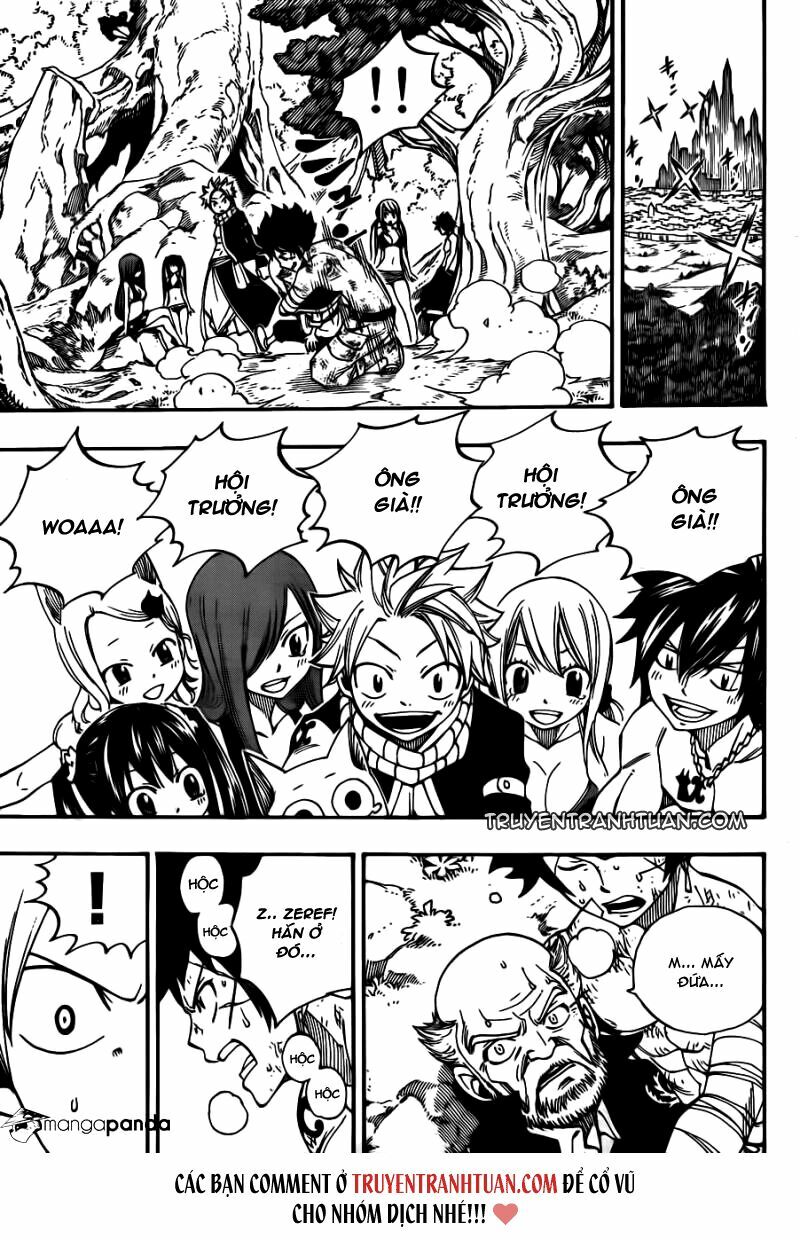 !!
ÔNG
GIÀ!!
HỘI
TRƯỞNG!
ÔNG
GIÀ!!
HỘI
TRƯỞNG!
WOAAA!
TRUYENTRANHTUAN.COM
M... MẤY
ĐỨA...
Z.. ZEREF!
HẮN Ở
ĐÓ...
HỘC
HỘC
HỘC
HỘC
!
mangapanda
CÁC BẠN COMMENT Ở TRUYENTRANHTUAN.COM ĐỂ CỔ VŨ
CHO NHÓM DỊCH NHÉ!!! ❤